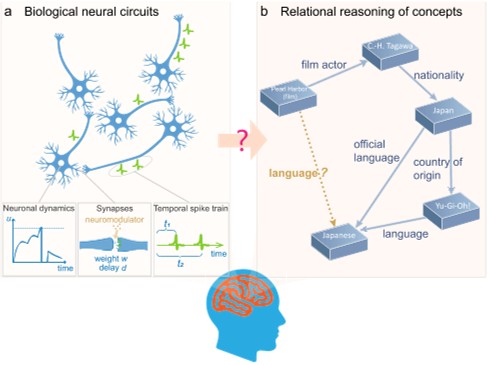 a Biological neural circuits
Neuronal dynamics
u
time
Synapses
neuromodulator
weight w
delay d
Temporal spike train
t₁
time
t₂
?
b Relational reasoning of concepts
film actor
C.-H. Tagawa
Pearl Harbor
nationality
Japan
official
language
country of
origin
language ?
Yu-Gi-Oh!
language
Japanese